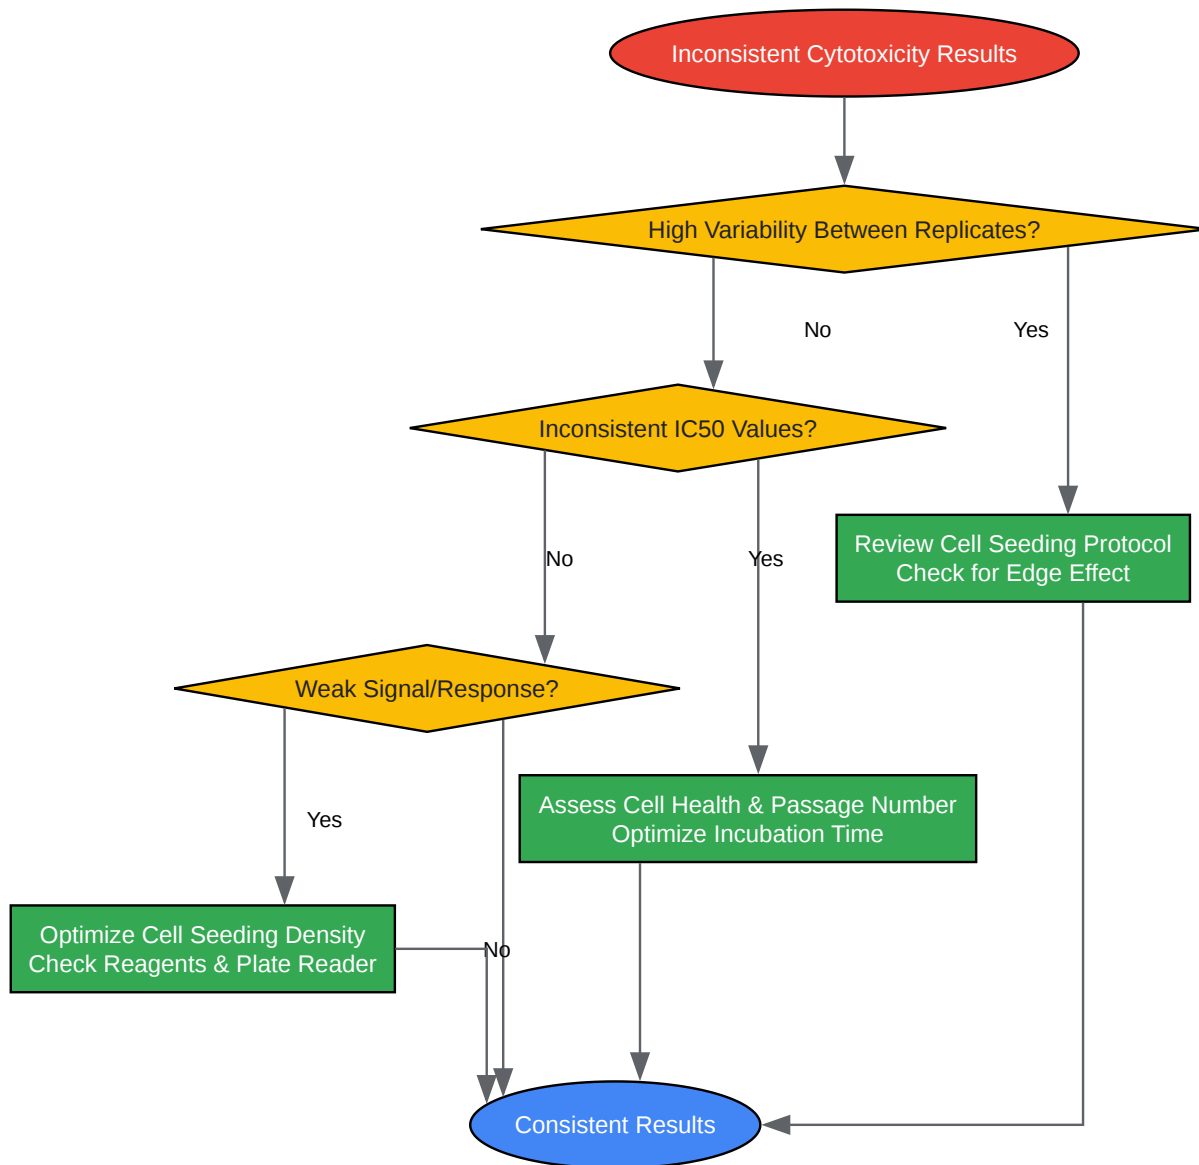 Inconsistent Cytotoxicity Results
High Variability Between Replicates?
No
Yes
Inconsistent IC50 Values?
Review Cell Seeding Protocol
Check for Edge Effect
No
Yes
Weak Signal/Response?
Assess Cell Health & Passage Number
Optimize Incubation Time
Yes
Optimize Cell Seeding Density
Check Reagents & Plate Reader
No
Consistent Results